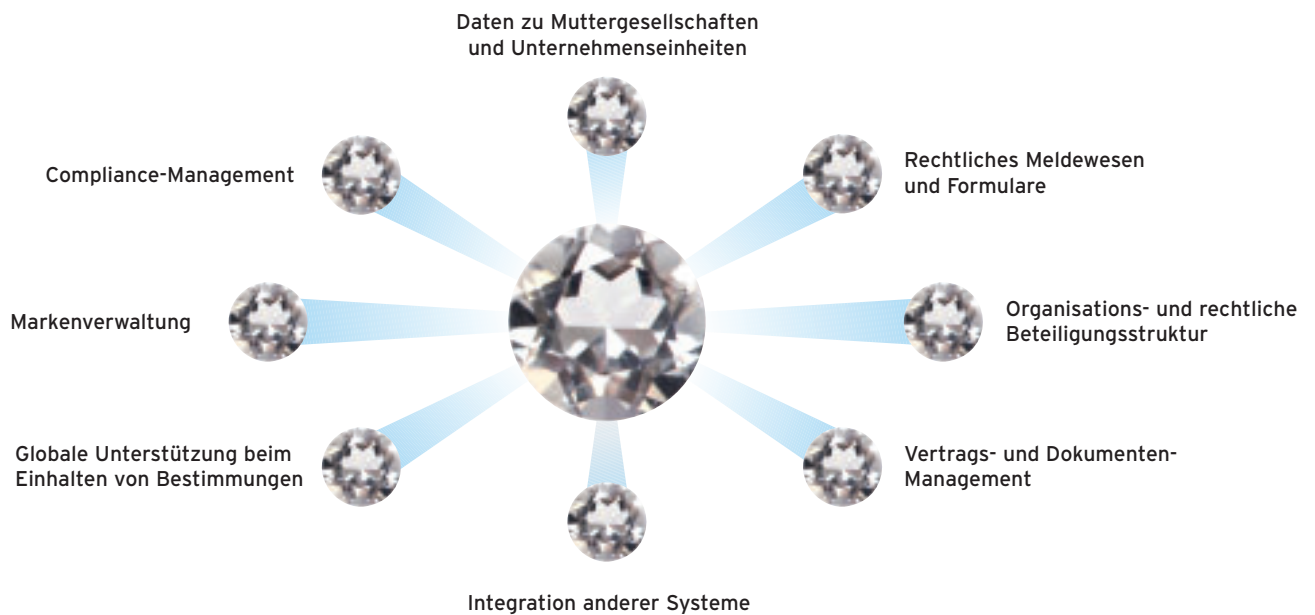 Daten zu Muttergesellschaften
und Unternehmenseinheiten
Compliance-Management
Rechtliches Meldewesen
und Formulare
Markenverwaltung
Organisations- und rechtliche
Beteiligungsstruktur
Globale Unterstützung beim
Einhalten von Bestimmungen
Vertrags- und Dokumenten-
Management
Integration anderer Systeme